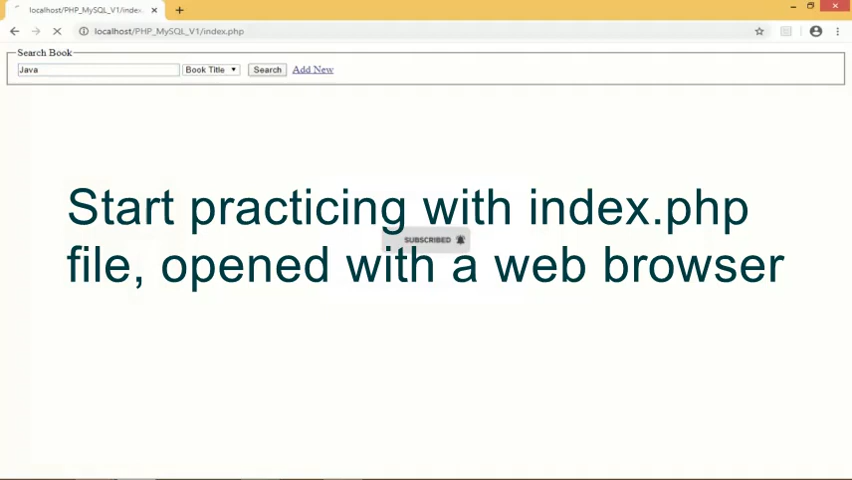 localhost/PHP_MySQL_V1/index.
localhost/PHP_MySQL_V1/index.php
Search Book
Java Book Title Search Add New
Start practicing with index.php
SUBSCRIBED
file, opened with a web browser